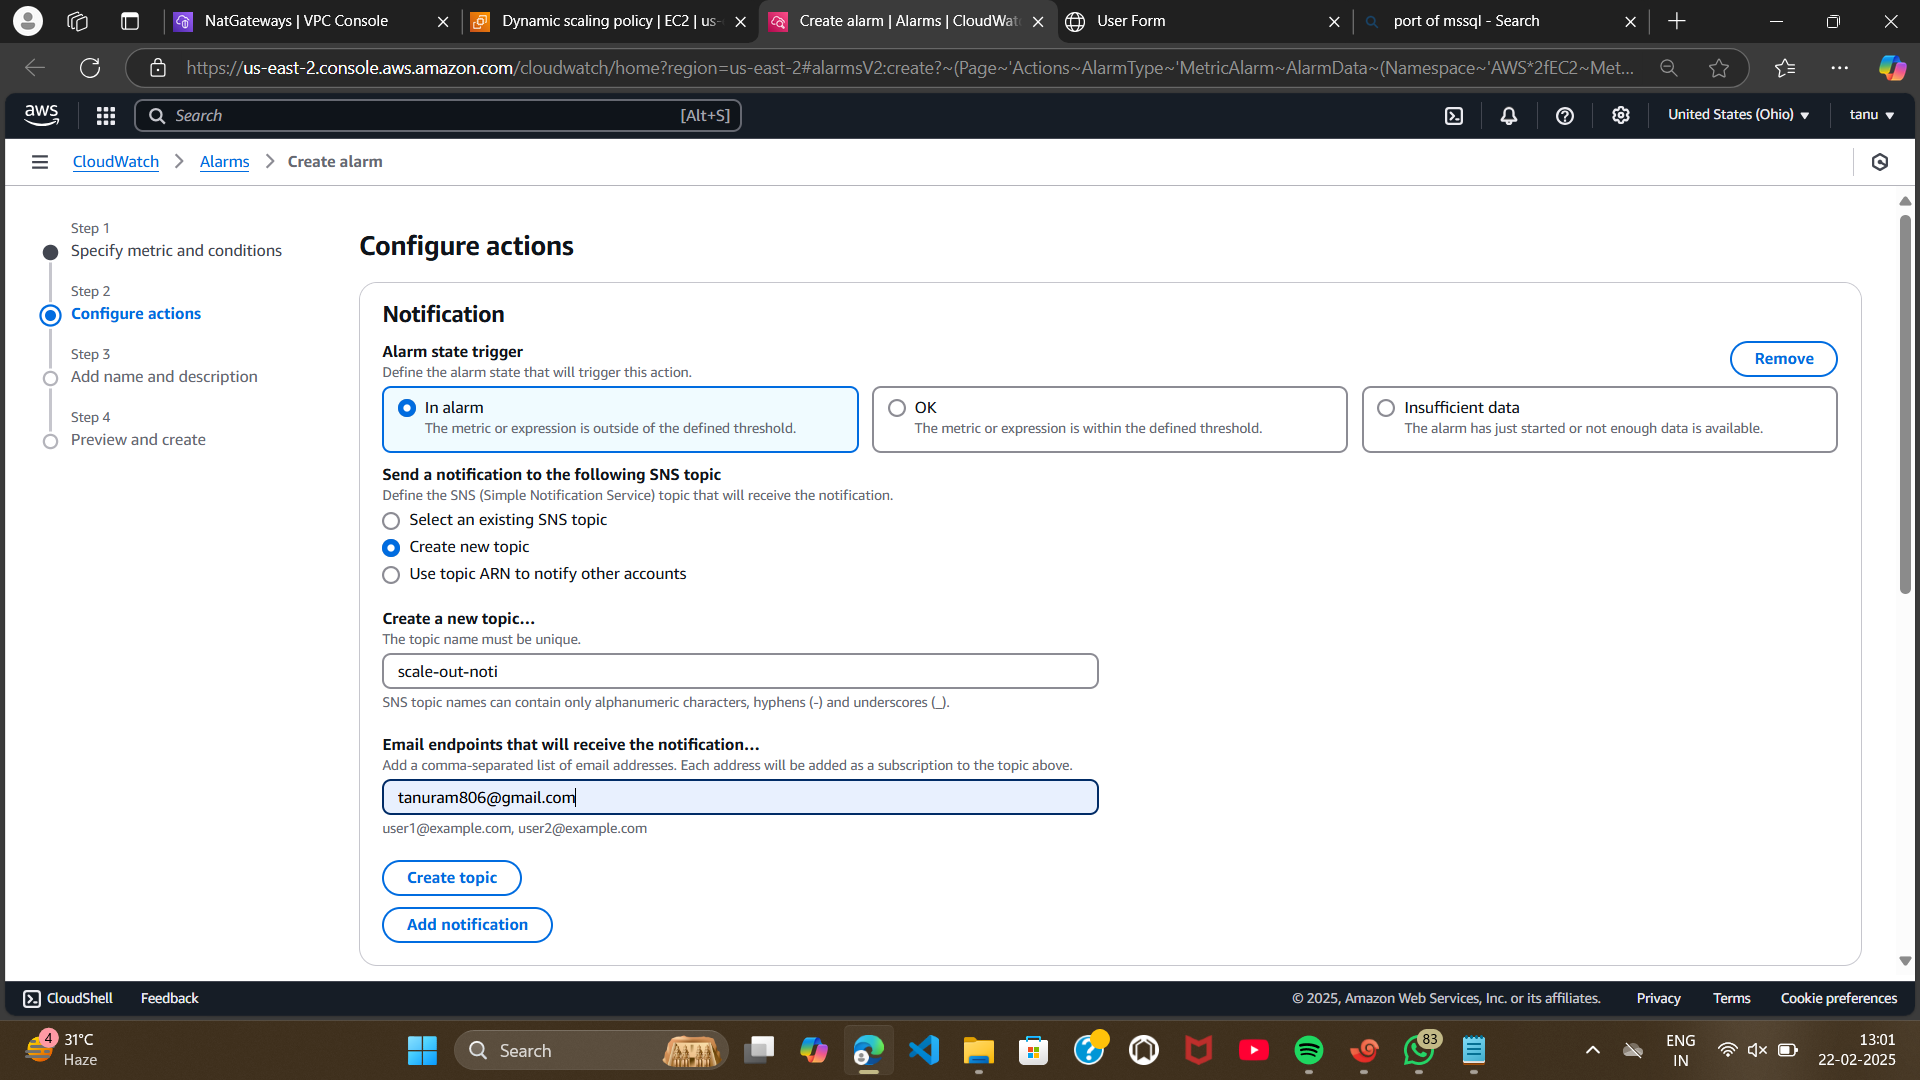 NatGateways | VPC Console
Dynamic scaling policy | EC2 | us-
Create alarm | Alarms | CloudWat
User Form
port of mssql - Search
https://us-east-2.console.aws.amazon.com/cloudwatch/home?region=us-east-2#alarmsV2:create?~(Page~'Actions~AlarmType~'MetricAlarm~AlarmData~(Namespace~'AWS*2fEC2~Met...
aws
Search
[Alt+S]
United States (Ohio)
tanu
CloudWatch
Alarms
Create alarm
Step 1
Specify metric and conditions
Step 2
Configure actions
Step 3
Add name and description
Step 4
Preview and create
Configure actions
Notification
Alarm state trigger
Define the alarm state that will trigger this action.
Remove
In alarm
The metric or expression is outside of the defined threshold.
OK
The metric or expression is within the defined threshold.
Insufficient data
The alarm has just started or not enough data is available.
Send a notification to the following SNS topic
Define the SNS (Simple Notification Service) topic that will receive the notification.
Select an existing SNS topic
Create new topic
Use topic ARN to notify other accounts
Create a new topic...
The topic name must be unique.
scale-out-noti
SNS topic names can contain only alphanumeric characters, hyphens (-) and underscores (_).
Email endpoints that will receive the notification...
Add a comma-separated list of email addresses. Each address will be added as a subscription to the topic above.
tanuram806@gmail.com
user1@example.com, user2@example.com
Create topic
Add notification
CloudShell
Feedback
© 2025, Amazon Web Services, Inc. or its affiliates.
Privacy
Terms
Cookie preferences
4
31°C
Haze
Search
83
ENG
IN
13:01
22-02-2025